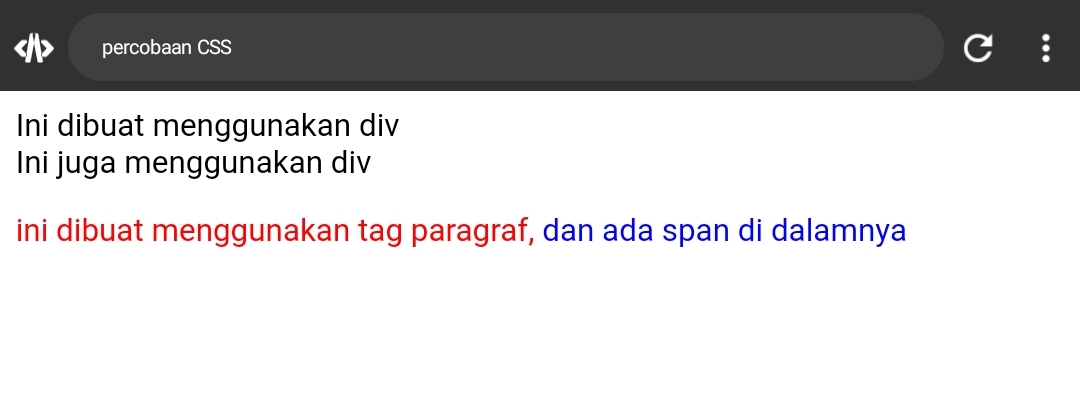 percobaan CSS
Ini dibuat menggunakan div
Ini juga menggunakan div
ini dibuat menggunakan tag paragraf, dan ada span di dalamnya